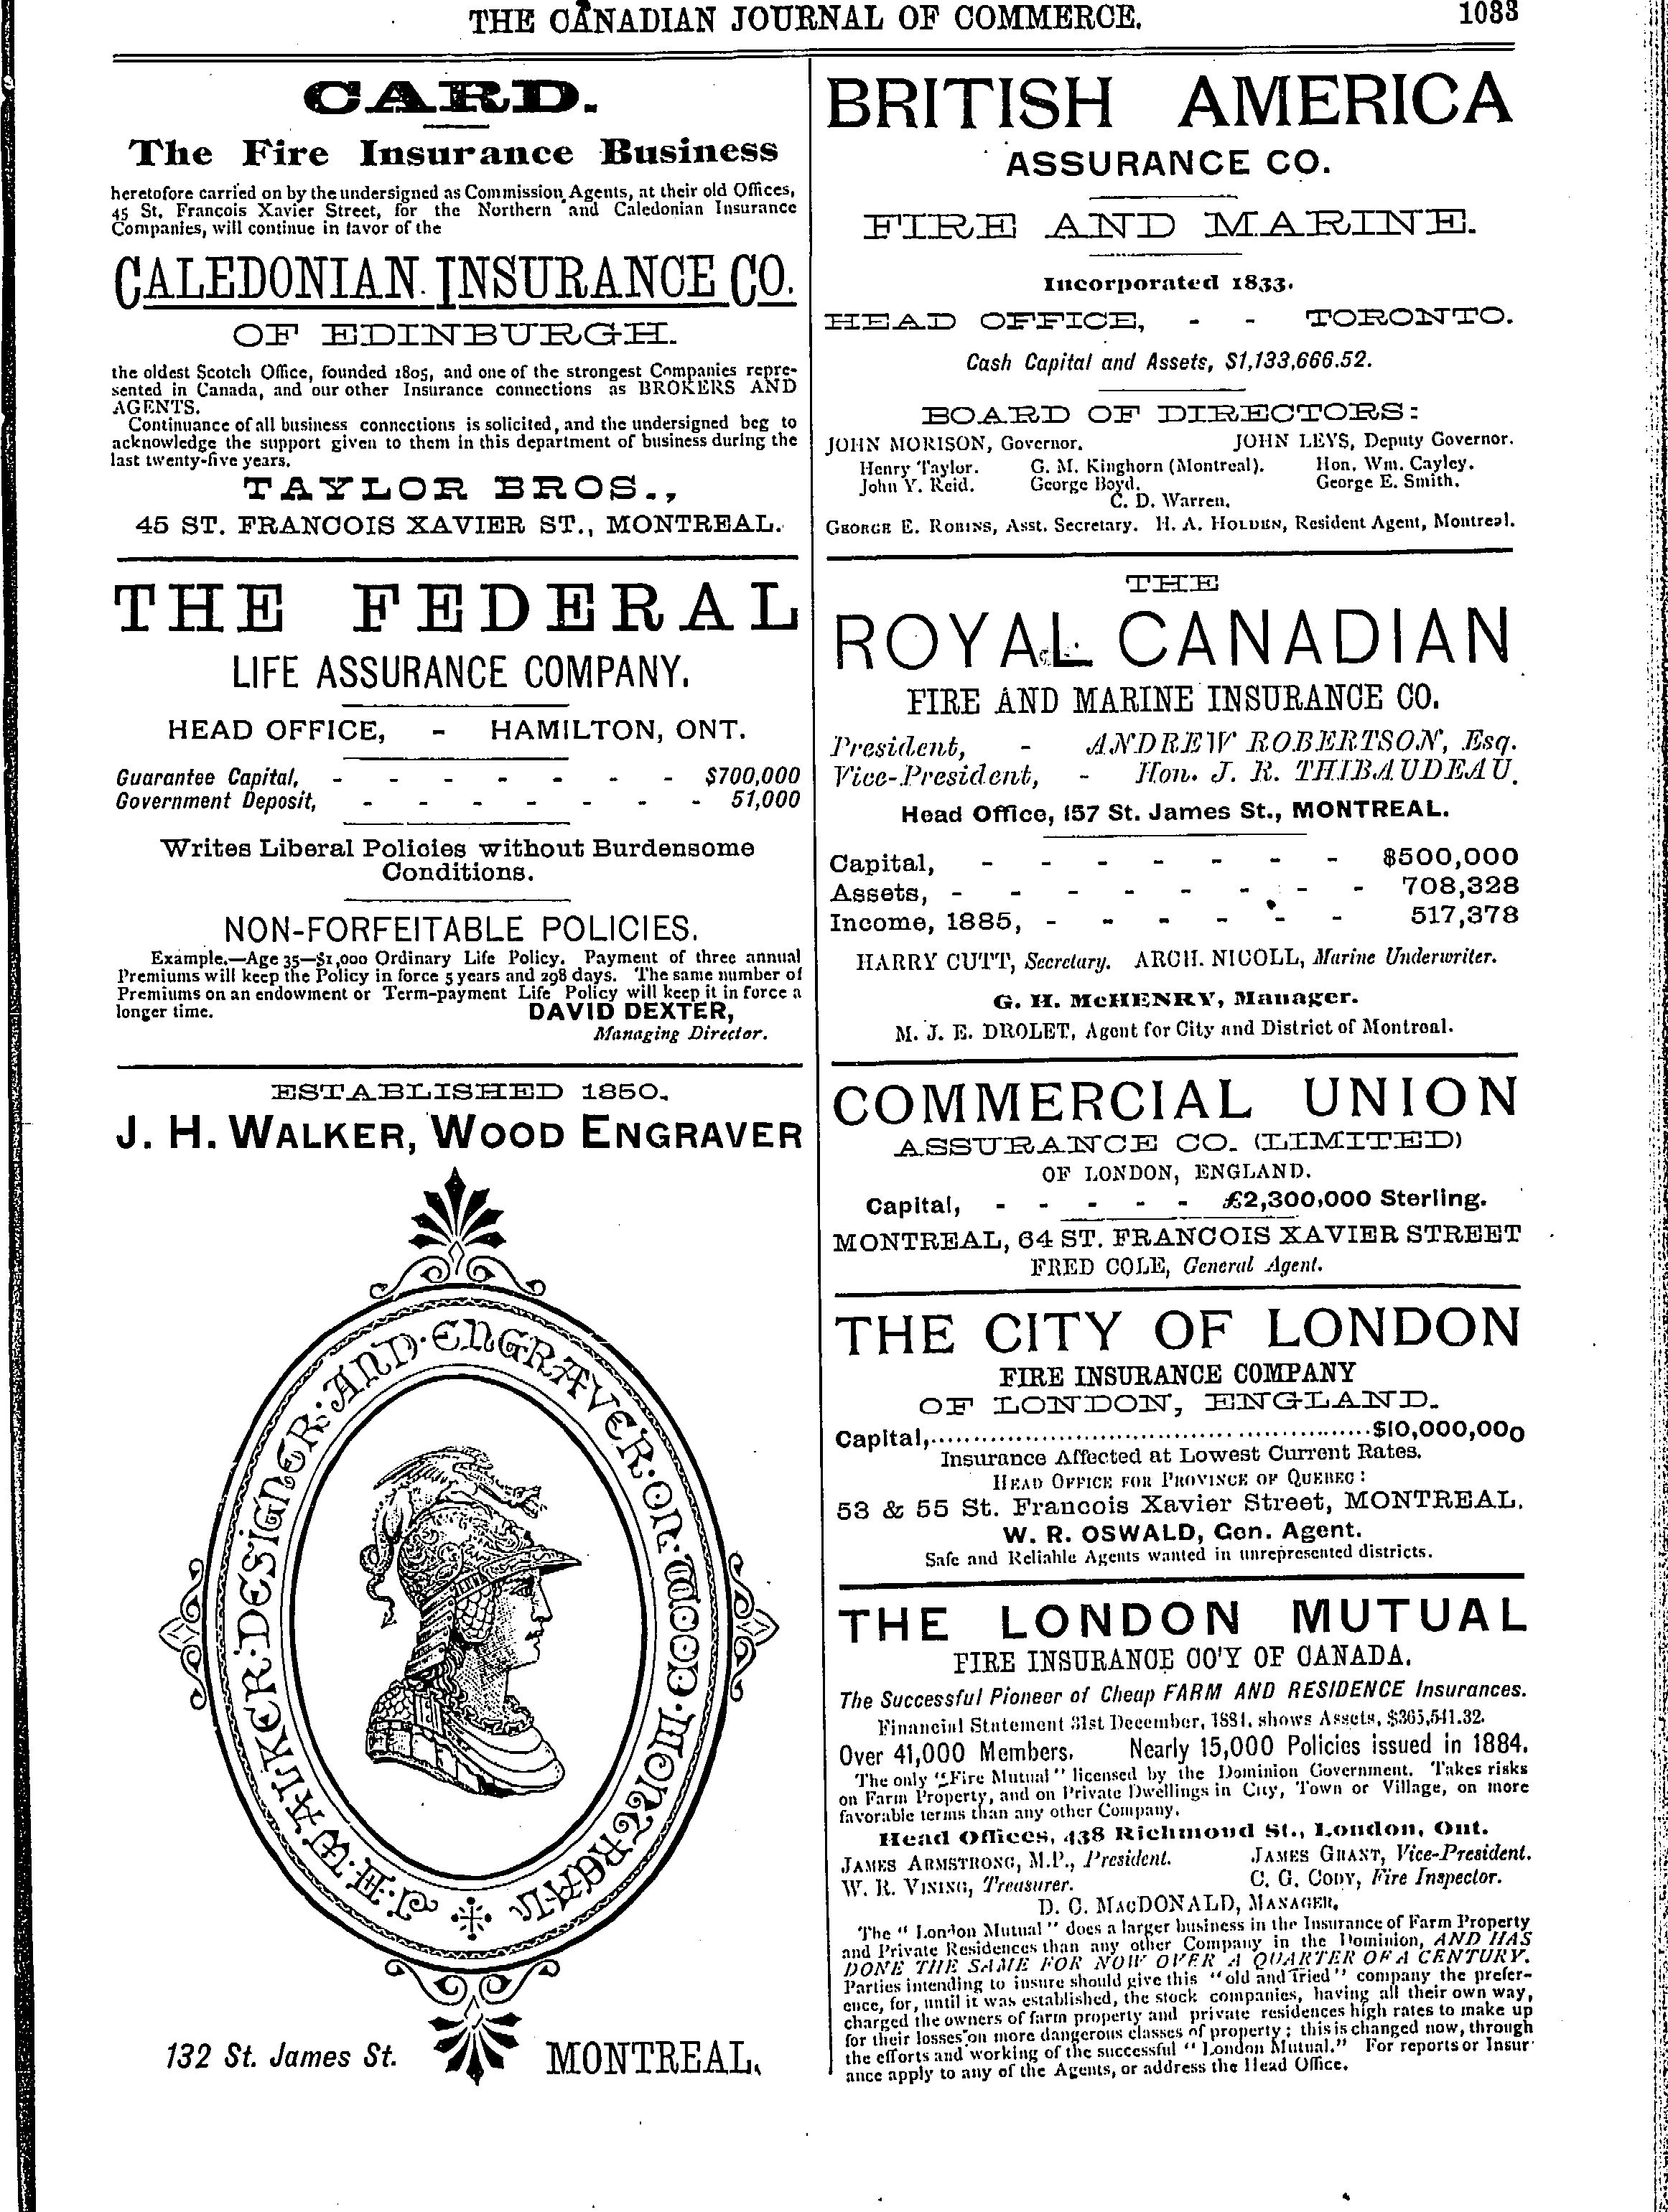 THE CANADIAN JOURNAL OF COMMERCE. 1033
CARD.
The Fire Insurance Business
heretofore carried on by the undersigned as Commission Agents, at their old Offices,
45 St. Francois Xavier Street, for the Northern and Caledonian Insurance
Companies, will continue in favor of the
CALEDONIAN INSURANCE CO.
OF EDINBURGH.
the oldest Scotch Office, founded 1805, and one of the strongest Companies repre-
sented in Canada, and our other Insurance connections as BROKERS AND
AGENTS.
Continuance of all business connections is solicited, and the undersigned beg to
acknowledge the support given to them in this department of business during the
last twenty-five years.
TAYLOR BROS.,
45 ST. FRANCOIS XAVIER ST., MONTREAL.
THE FEDERAL
LIFE ASSURANCE COMPANY.
HEAD OFFICE, - HAMILTON, ONT.
Guarantee Capital, - - - - - - - $700,000
Government Deposit, - - - - - - - 51,000
Writes Liberal Policies without Burdensome
Conditions.
NON-FORFEITABLE POLICIES.
Example.—Age 35—$1,000 Ordinary Life Policy. Payment of three annual
Premiums will keep the Policy in force 5 years and 298 days. The same number of
Premiums on an endowment or Term-payment Life Policy will keep it in force a
longer time. DAVID DEXTER,
Managing Director.
ESTABLISHED 1850.
J. H. WALKER, WOOD ENGRAVER
J. H. WALKER. DESIGNER. AND. ENGRAVER. ON. WOOD. MONTREAL
132 St. James St. MONTREAL.
BRITISH AMERICA
ASSURANCE CO.
FIRE AND MARINE.
Incorporated 1833.
HEAD OFFICE, - - TORONTO.
Cash Capital and Assets, $1,133,666.52.
BOARD OF DIRECTORS:
JOHN MORISON, Governor. JOHN LEYS, Deputy Governor.
Henry Taylor. G. M. Kinghorn (Montreal). Hon. Wm. Cayley.
John Y. Reid. George Boyd. George E. Smith.
C. D. Warren.
GEORGE E. ROBINS, Asst. Secretary. H. A. HOLDEN, Resident Agent, Montreal.
THE
ROYAL CANADIAN
FIRE AND MARINE INSURANCE CO.
President, - ANDREW ROBERTSON, Esq.
Vice-President, - Hon. J. R. THIBAUDEAU.
Head Office, 157 St. James St., MONTREAL.
Capital, - - - - - - - $500,000
Assets, - - - - - - - - 708,328
Income, 1885, - - - - - - 517,378
HARRY CUTT, Secretary. ARCH. NICOLL, Marine Underwriter.
G. H. McHENRY, Manager.
M. J. E. DROLET, Agent for City and District of Montreal.
COMMERCIAL UNION
ASSURANCE CO. (LIMITED)
OF LONDON, ENGLAND.
Capital, - - - - - £2,300,000 Sterling.
MONTREAL, 64 ST. FRANCOIS XAVIER STREET
FRED COLE, General Agent.
THE CITY OF LONDON
FIRE INSURANCE COMPANY
OF LONDON, ENGLAND.
Capital,..................................................$10,000,000
Insurance Affected at Lowest Current Rates.
HEAD OFFICE FOR PROVINCE OF QUEBEC:
53 & 55 St. Francois Xavier Street, MONTREAL.
W. R. OSWALD, Gen. Agent.
Safe and Reliable Agents wanted in unrepresented districts.
THE LONDON MUTUAL
FIRE INSURANCE CO'Y OF CANADA.
The Successful Pioneer of Cheap FARM AND RESIDENCE Insurances.
Financial Statement 31st December, 1884, shows Assets, $365,541.32.
Over 41,000 Members. Nearly 15,000 Policies issued in 1884.
The only "Fire Mutual" licensed by the Dominion Government. Takes risks
on Farm Property, and on Private Dwellings in City, Town or Village, on more
favorable terms than any other Company.
Head Offices, 438 Richmond St., London, Ont.
JAMES ARMSTRONG, M.P., President. JAMES GRANT, Vice-President.
W. R. VINING, Treasurer. C. G. CODY, Fire Inspector.
D. C. MACDONALD, MANAGER.
The "London Mutual" does a larger business in the Insurance of Farm Property
and Private Residences than any other Company in the Dominion, AND HAS
DONE THE SAME FOR NOW OVER A QUARTER OF A CENTURY.
Parties intending to insure should give this "old and tried" company the prefer-
ence, for, until it was established, the stock companies, having all their own way,
charged the owners of farm property and private residences high rates to make up
for their losses on more dangerous classes of property; this is changed now, through
the efforts and working of the successful "London Mutual." For reports or Insur
ance apply to any of the Agents, or address the Head Office.